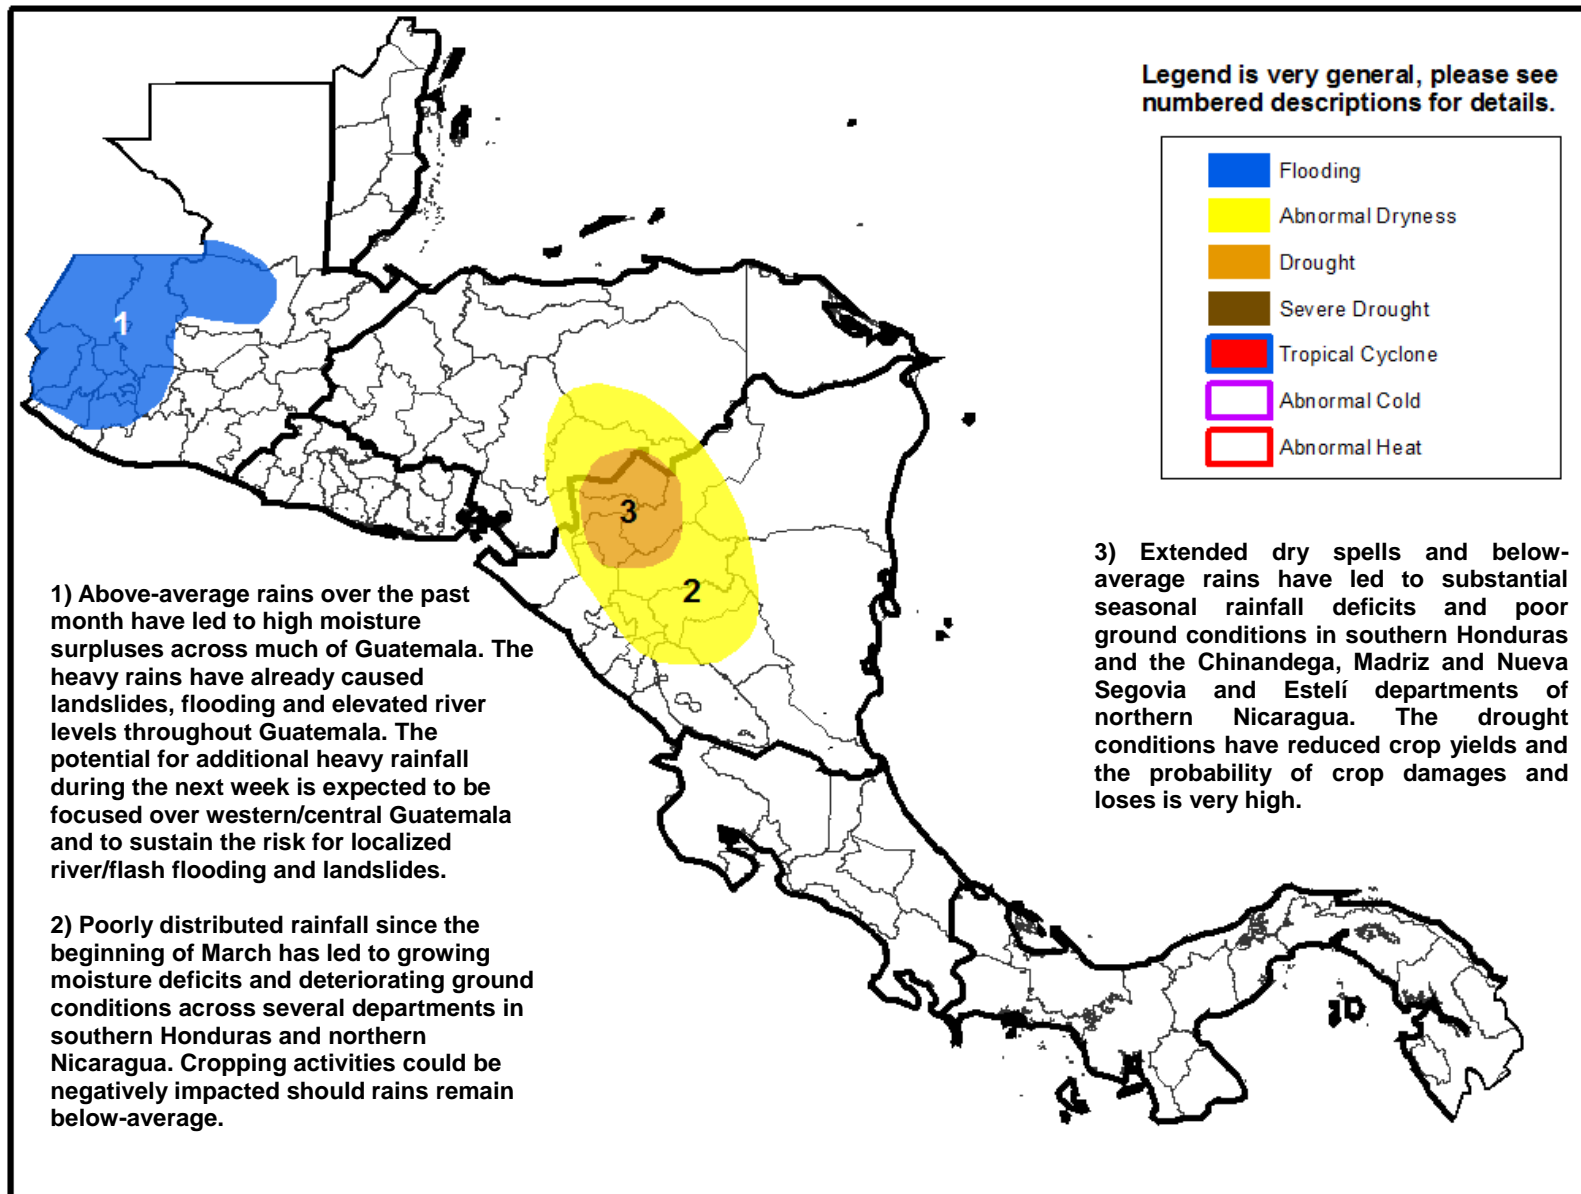 Legend is very general, please see
numbered descriptions for details.
Flooding
Abnormal Dryness
Drought
Severe Drought
Tropical Cyclone
Abnormal Cold
Abnormal Heat
1
3
2
1) Above-average rains over the past
month have led to high moisture
surpluses across much of Guatemala. The
heavy rains have already caused
landslides, flooding and elevated river
levels throughout Guatemala. The
potential for additional heavy rainfall
during the next week is expected to be
focused over western/central Guatemala
and to sustain the risk for localized
river/flash flooding and landslides.
2) Poorly distributed rainfall since the
beginning of March has led to growing
moisture deficits and deteriorating ground
conditions across several departments in
southern Honduras and northern
Nicaragua. Cropping activities could be
negatively impacted should rains remain
below-average.
3) Extended dry spells and below-
average rains have led to substantial
seasonal rainfall deficits and poor
ground conditions in southern Honduras
and the Chinandega, Madriz and Nueva
Segovia and Estelí departments of
northern Nicaragua. The drought
conditions have reduced crop yields and
the probability of crop damages and
loses is very high.